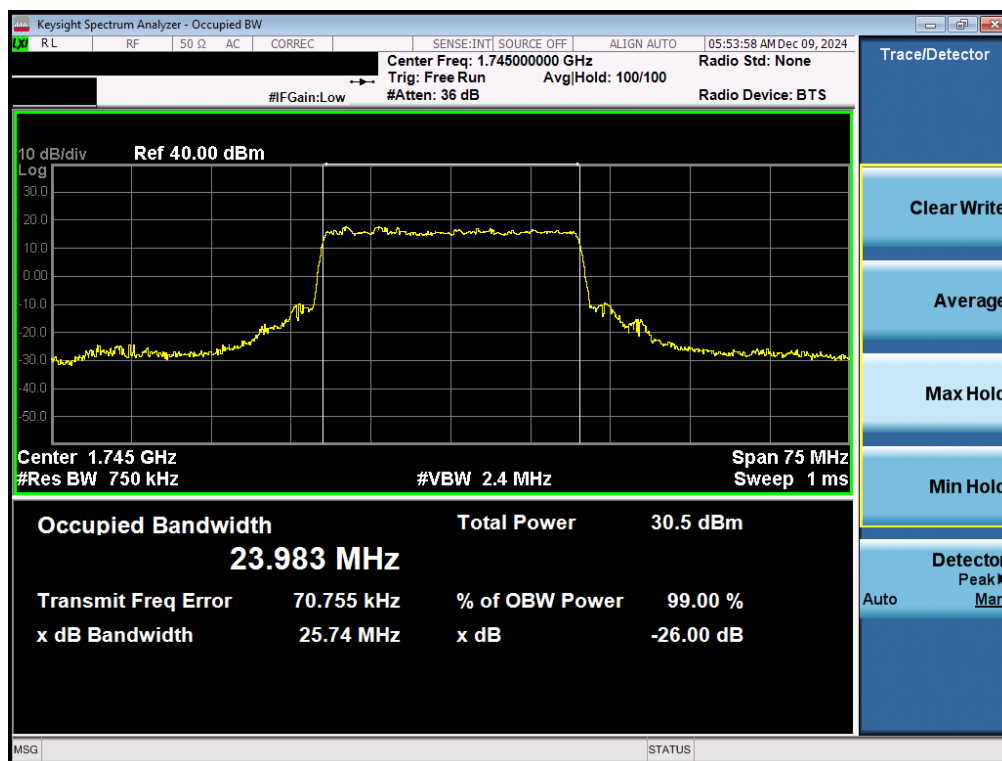 Keysight Spectrum Analyzer - Occupied BW
LXI RL RF 50 Ω AC CORREC SENSE:INT SOURCE OFF ALIGN AUTO 05:53:58 AM Dec 09, 2024
Center Freq: 1.745000000 GHz Radio Std: None
Trig: Free Run Avg|Hold: 100/100
#IFGain:Low #Atten: 36 dB Radio Device: BTS
Trace/Detector
10 dB/div Ref 40.00 dBm
Log
30.0
20.0
10.0
0.00
-10.0
-20.0
-30.0
-40.0
-50.0
Center 1.745 GHz Span 75 MHz
#Res BW 750 kHz #VBW 2.4 MHz Sweep 1 ms
Occupied Bandwidth Total Power 30.5 dBm
23.983 MHz
Transmit Freq Error 70.755 kHz % of OBW Power 99.00 %
x dB Bandwidth 25.74 MHz x dB -26.00 dB
Clear Write
Average
Max Hold
Min Hold
Detector
Peak
Auto Man
MSG STATUS